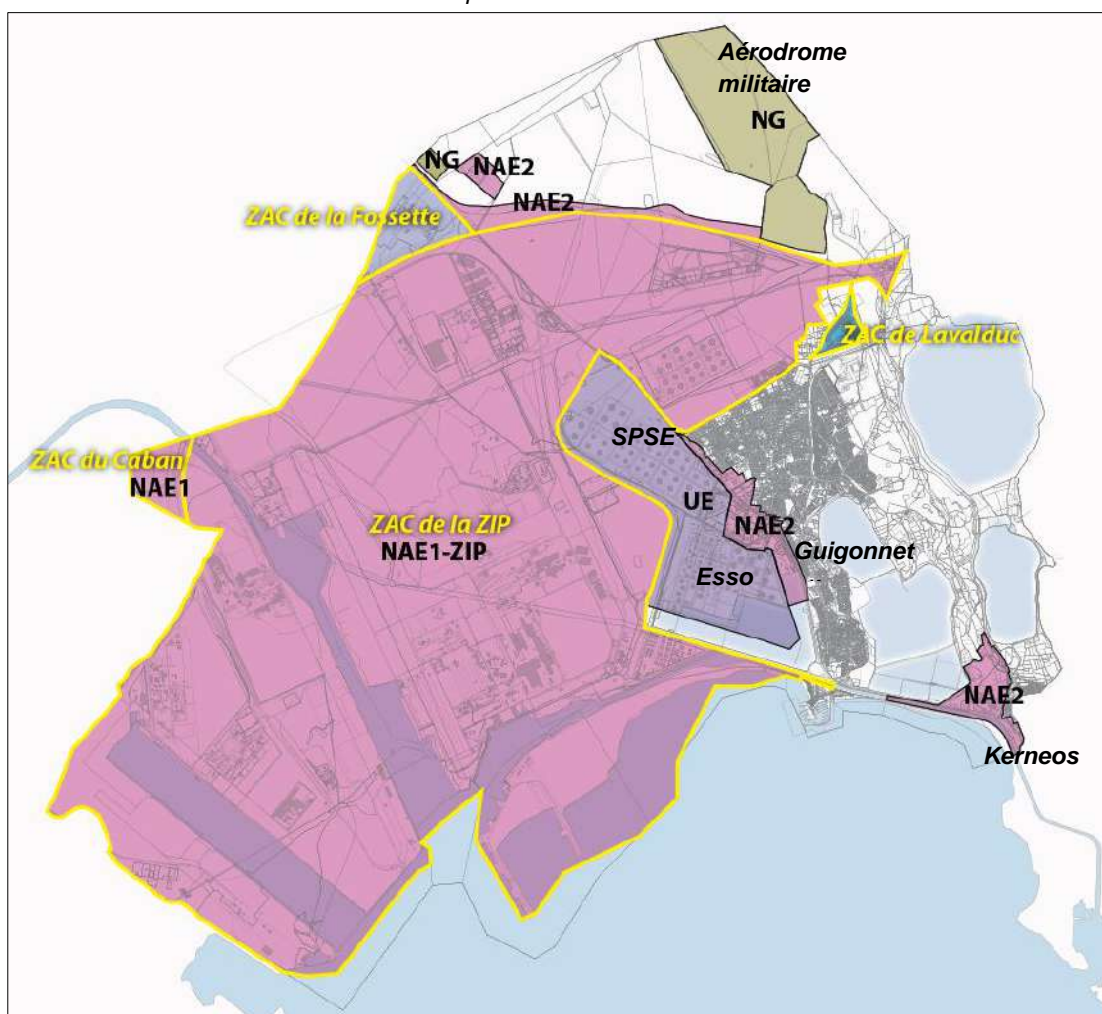 Aérodrome
militaire
NG
NG
NAE2
NAE2
ZAC de la Fossette
ZAC de Lavalduc
SPSE
ZAC du Caban
NAE1
UE
NAE2
ZAC de la ZIP
NAE1-ZIP
Guigonnet
Esso
NAE2
Kerneos